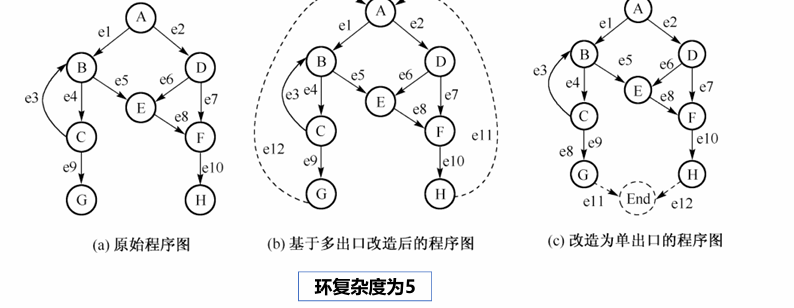 A
e1 e2
B D
e3 e4 e5 e6 e7
E
e8
C F
e9 e10
G H
(a) 原始程序图
A
e1 e2
B D
e3 e4 e5 e6 e7
E
e8
C F
e12 e9 e10 e11
G H
(b) 基于多出口改造后的程序图
A
e1 e2
B D
e3 e4 e5 e6 e7
E
e8
C F
e8 e9 e10
G H
e11 End e12
(c) 改造为单出口的程序图
环复杂度为5